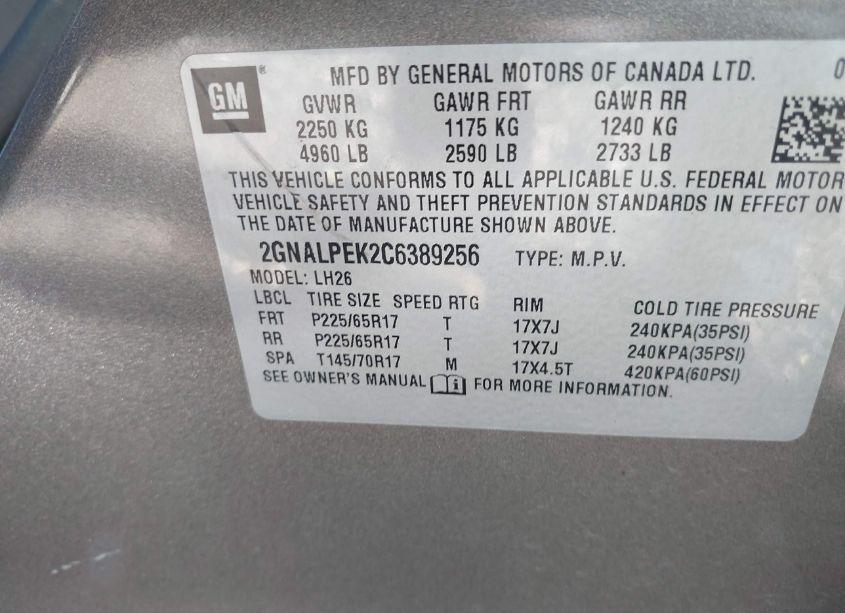 GM ®
MFD BY GENERAL MOTORS OF CANADA LTD. 0
GVWR GAWR FRT GAWR RR
2250 KG 1175 KG 1240 KG
4960 LB 2590 LB 2733 LB
THIS VEHICLE CONFORMS TO ALL APPLICABLE U.S. FEDERAL MOTOR
VEHICLE SAFETY AND THEFT PREVENTION STANDARDS IN EFFECT ON
THE DATE OF MANUFACTURE SHOWN ABOVE.
2GNALPEK2C6389256 TYPE: M.P.V.
MODEL: LH26
LBCL TIRE SIZE SPEED RTG RIM COLD TIRE PRESSURE
FRT P225/65R17 T 17X7J 240KPA(35PSI)
RR P225/65R17 T 17X7J 240KPA(35PSI)
SPA T145/70R17 M 17X4.5T 420KPA(60PSI)
SEE OWNER'S MANUAL i FOR MORE INFORMATION.